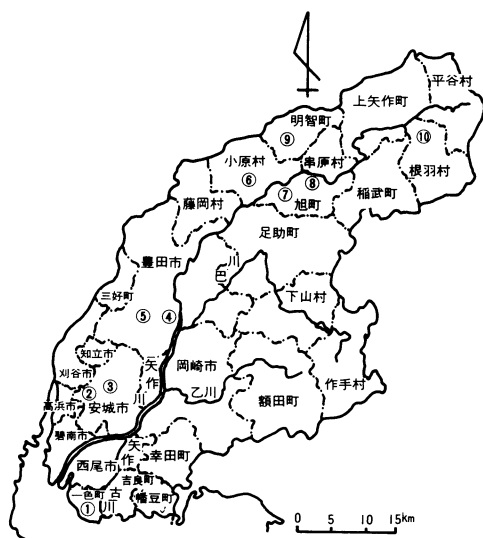 平谷村
上矢作町
明智町
⑨
⑩
串原村
小原村
⑥
⑧
⑦
旭町
稲武町
根羽村
藤岡村
足助町
豊田市
巴川
下山村
三好町
⑤
④
知立市
刈谷市
③
②
安城市
矢作川
岡崎市
乙川
作手村
額田町
高浜市
碧南市
西尾市
矢作古川
幸田町
吉良町
一色町
幡豆町
①
0 5 10 15km